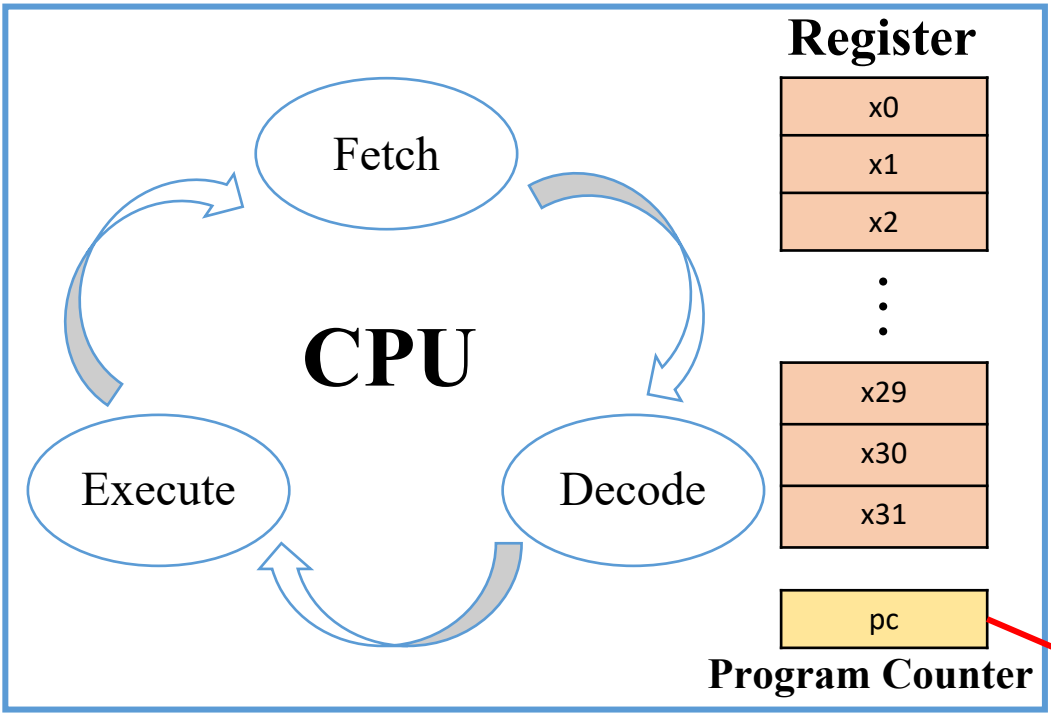 Register
x0
x1
x2
Fetch
CPU
x29
x30
x31
Execute
Decode
pc
Program Counter